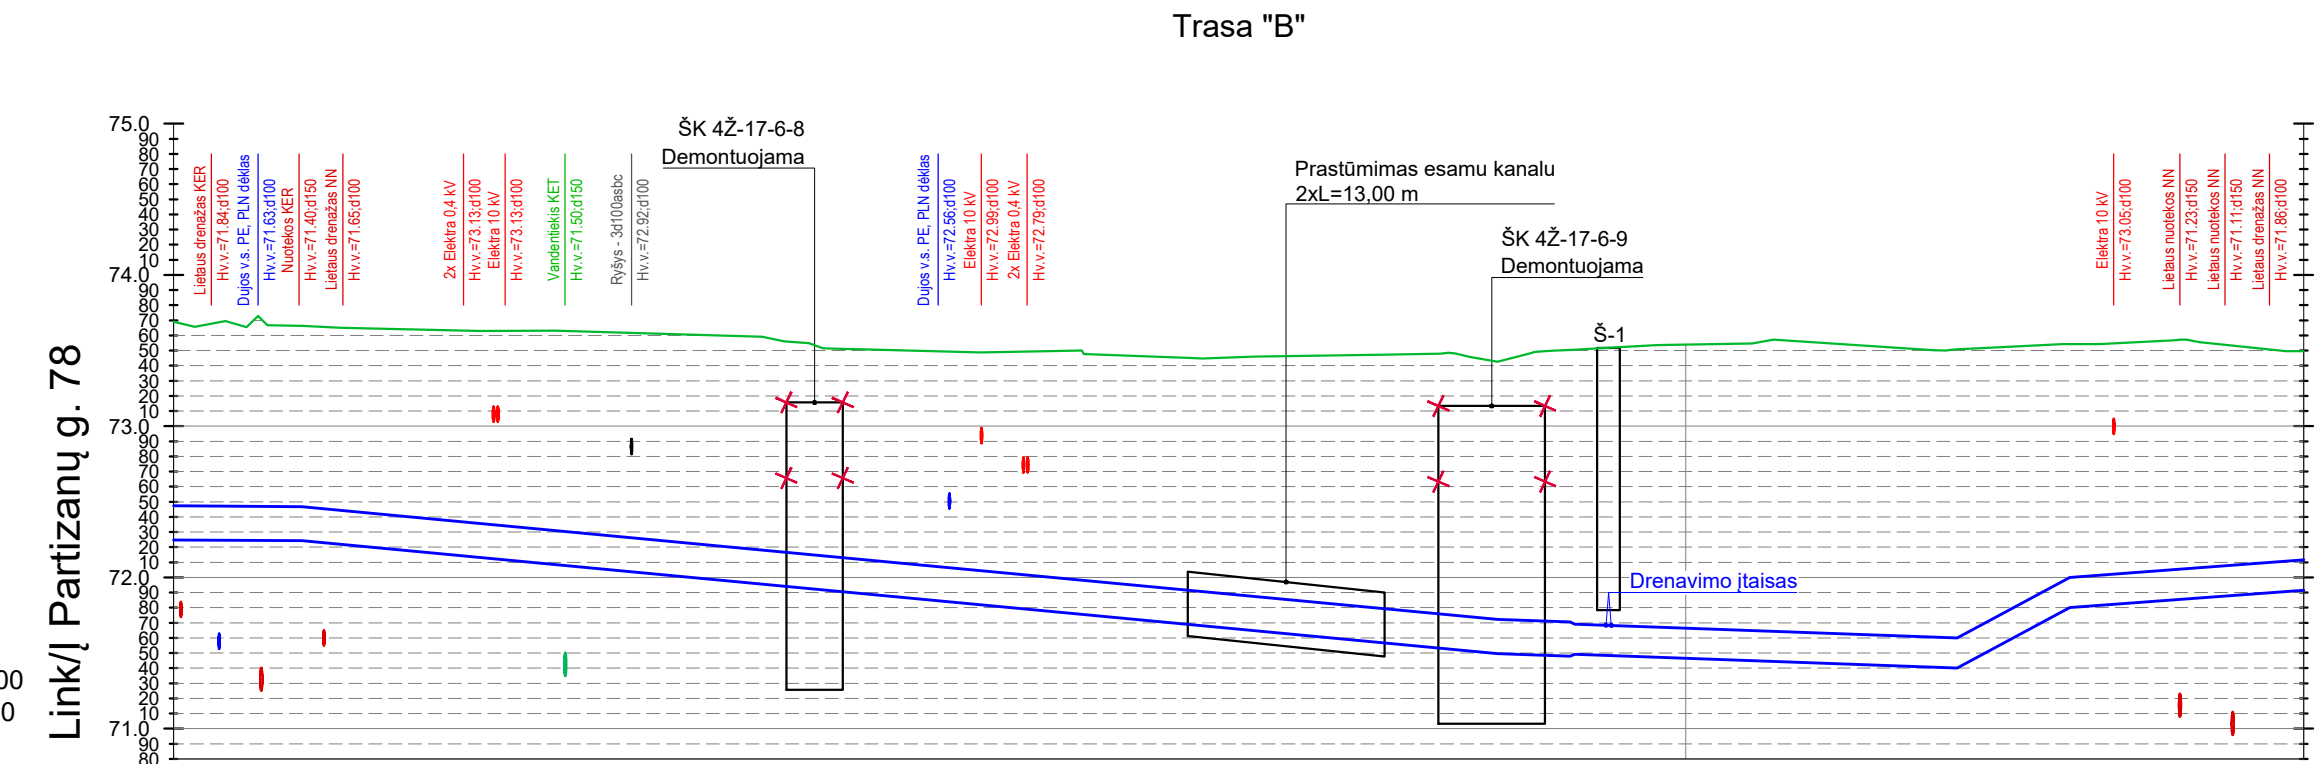 Trasa "B"
ŠK 4Ž-17-6-8
Demontuojama
Prastūmimas esamu kanalu
2xL=13,00 m
ŠK 4Ž-17-6-9
Demontuojama
Š-1
Drenavimo įtaisas
Lietaus drenažas KER
Hv.v.=71.84;d100
Dujos v.s. PE, PLN dėklas
Hv.v.=71.63;d100
Nuotekos KER
Hv.v.=71.40;d150
Lietaus drenažas NN
Hv.v.=71.65;d100
2x Elektra 0,4 kV
Hv.v.=73.13;d100
Elektra 10 kV
Hv.v.=73.13;d100
Vandentiekis KET
Hv.v.=71.50;d150
Ryšys - 3d100asbc
Hv.v.=72.92;d100
Dujos v.s. PE, PLN dėklas
Hv.v.=72.56;d100
Elektra 10 kV
Hv.v.=72.99;d100
2x Elektra 0,4 kV
Hv.v.=72.79;d100
Elektra 10 kV
Hv.v.=73.05;d100
Lietaus nuotekos NN
Hv.v.=71.23;d150
Lietaus nuotekos NN
Hv.v.=71.11;d150
Lietaus drenažas NN
Hv.v.=71.86;d100
75.0
90
80
70
60
50
40
30
20
10
74.0
90
80
70
60
50
40
30
20
10
73.0
90
80
70
60
50
40
30
20
10
72.0
90
80
70
60
50
40
30
20
10
71.0
90
80
Link/Į Partizanų g. 78
00
0